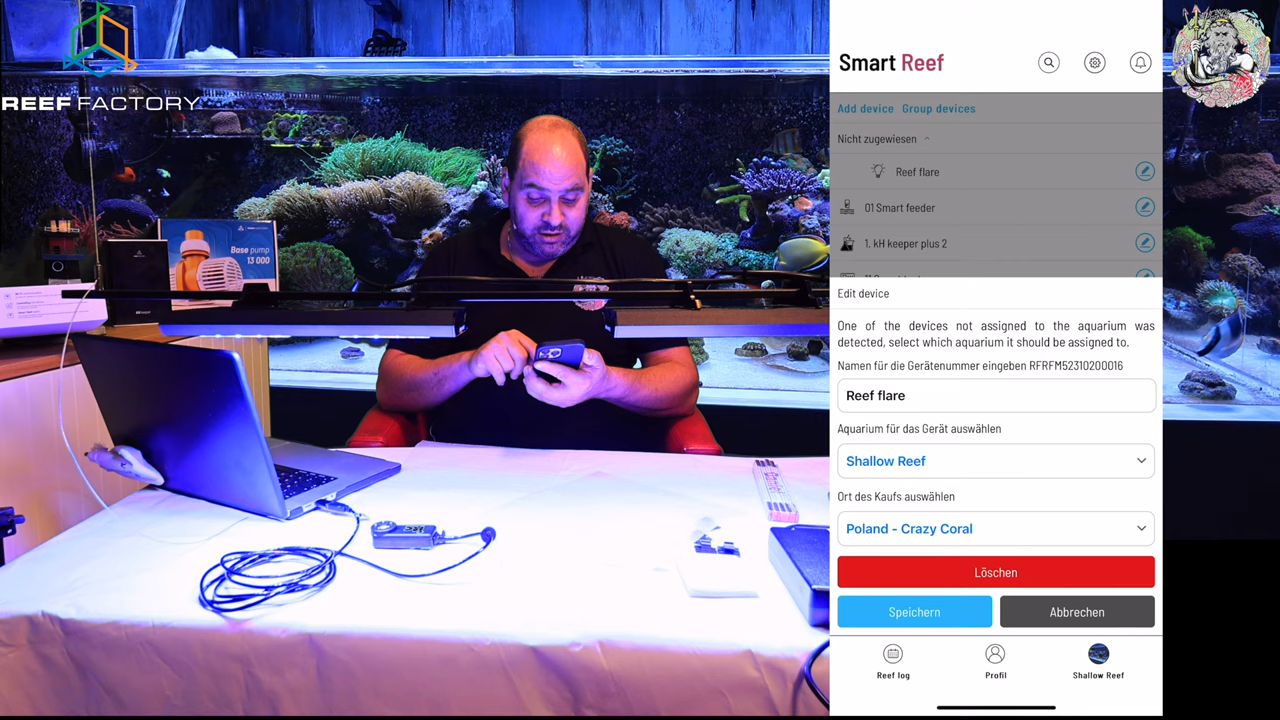 REEF FACTORY
Base pump
13 000
Smart Reef
Add device Group devices
Nicht zugewiesen
Reef flare
01 Smart feeder
1. kH keeper plus 2
Edit device
One of the devices not assigned to the aquarium was
detected, select which aquarium it should be assigned to.
Namen für die Gerätenummer eingeben RFRFM52310200016
Reef flare
Aquarium für das Gerät auswählen
Shallow Reef
Ort des Kaufs auswählen
Poland - Crazy Coral
Löschen
Speichern Abbrechen
Reef log Profil Shallow Reef